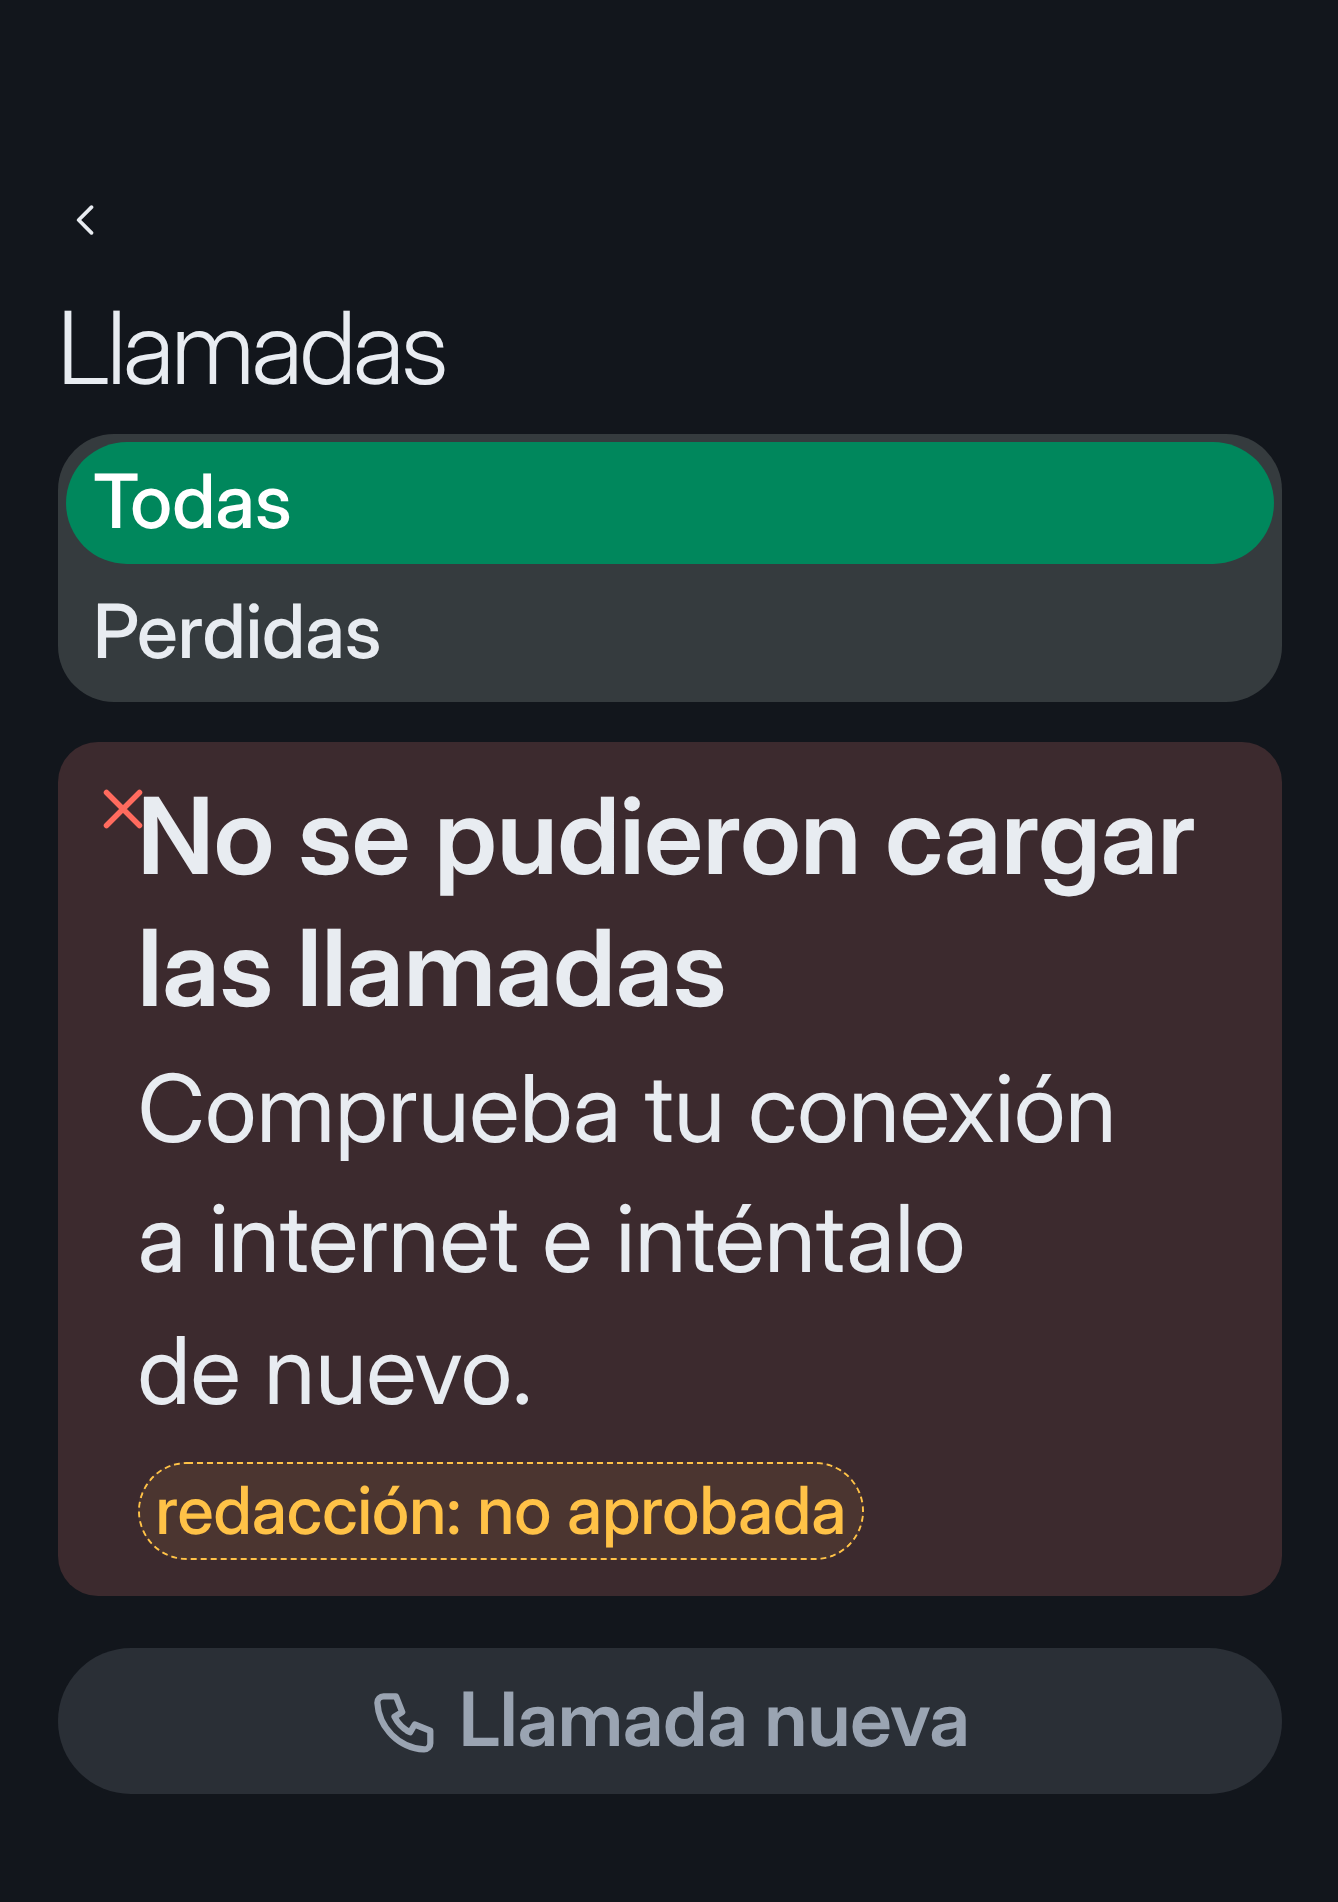 Llamadas
Todas
Perdidas
No se pudieron cargar
las llamadas
Comprueba tu conexión
a internet e inténtalo
de nuevo.
redacción: no aprobada
Llamada nueva